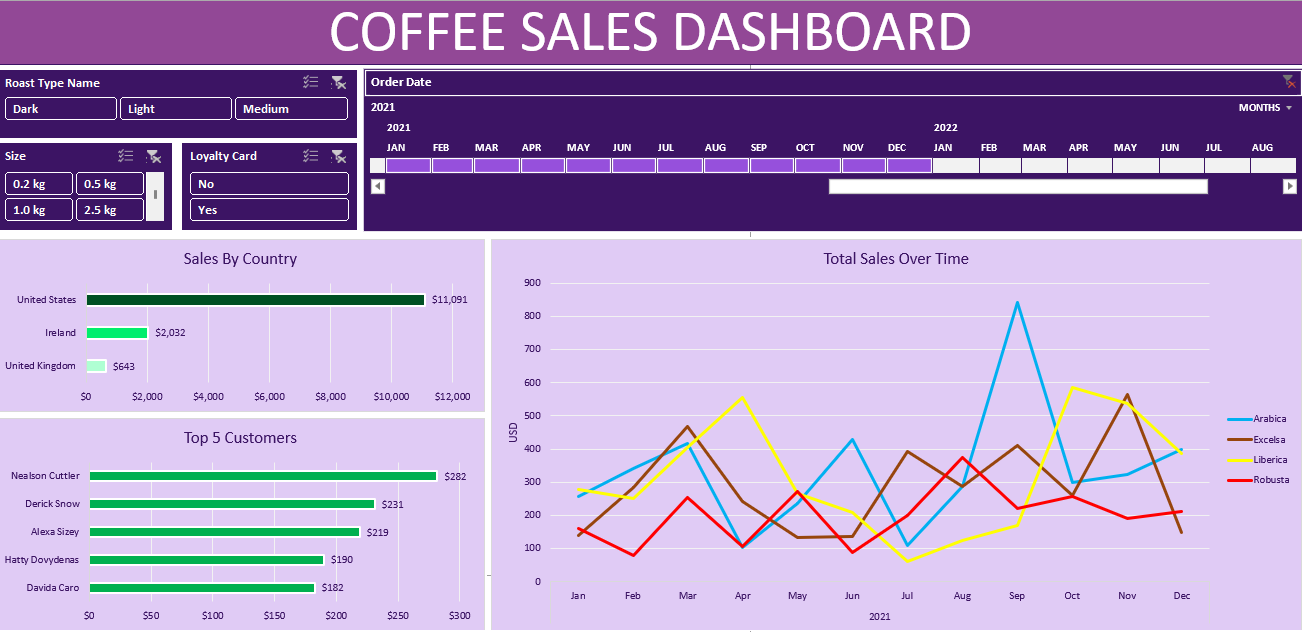 COFFEE SALES DASHBOARD
Roast Type Name
Dark Light Medium
Size
0.2 kg 0.5 kg
1.0 kg 2.5 kg
Loyalty Card
No
Yes
Order Date
2021 MONTHS
2021 2022
JAN FEB MAR APR MAY JUN JUL AUG SEP OCT NOV DEC JAN FEB MAR APR MAY JUN JUL AUG
Sales By Country
United States $11,091
Ireland $2,032
United Kingdom $643
$0 $2,000 $4,000 $6,000 $8,000 $10,000 $12,000
Top 5 Customers
Nealson Cuttler $282
Derick Snow $231
Alexa Sizey $219
Hatty Dovydenas $190
Davida Caro $182
$0 $50 $100 $150 $200 $250 $300
Total Sales Over Time
900
800
700
600
500
400
300
200
100
0
USD
Jan Feb Mar Apr May Jun Jul Aug Sep Oct Nov Dec
2021
Arabica
Excelsa
Liberica
Robusta